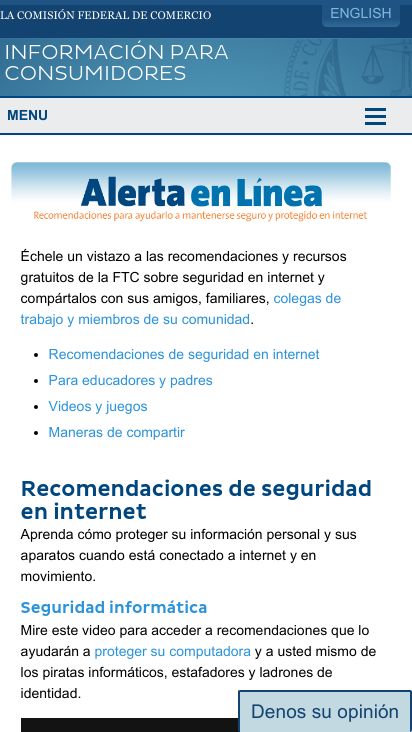 LA COMISIÓN FEDERAL DE COMERCIO
ENGLISH
INFORMACIÓN PARA
CONSUMIDORES
MENU
Alerta en Línea
Recomendaciones para ayudarlo a mantenerse seguro y protegido en internet
Échele un vistazo a las recomendaciones y recursos
gratuitos de la FTC sobre seguridad en internet y
compártalos con sus amigos, familiares, colegas de
trabajo y miembros de su comunidad.
Recomendaciones de seguridad en internet
Para educadores y padres
Videos y juegos
Maneras de compartir
Recomendaciones de seguridad
en internet
Aprenda cómo proteger su información personal y sus
aparatos cuando está conectado a internet y en
movimiento.
Seguridad informática
Mire este video para acceder a recomendaciones que lo
ayudarán a proteger su computadora y a usted mismo de
los piratas informáticos, estafadores y ladrones de
identidad.
Denos su opinión